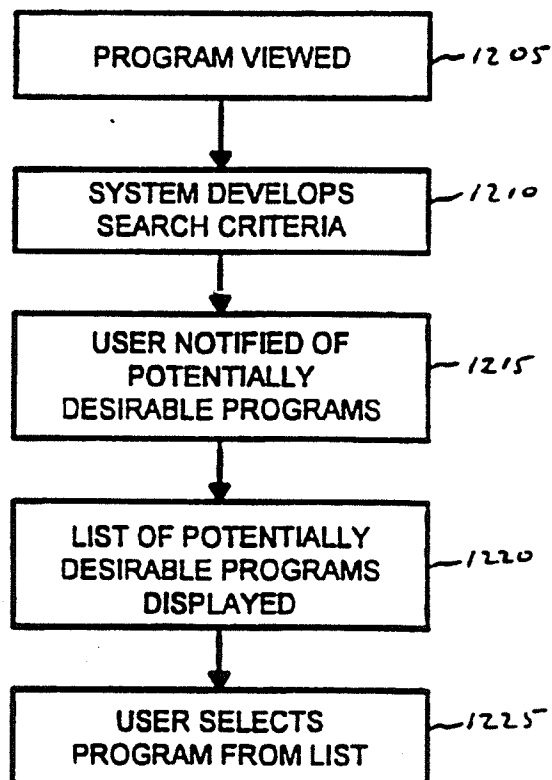 PROGRAM VIEWED
1205
SYSTEM DEVELOPS
SEARCH CRITERIA
1210
USER NOTIFIED OF
POTENTIALLY
DESIRABLE PROGRAMS
1215
LIST OF POTENTIALLY
DESIRABLE PROGRAMS
DISPLAYED
1220
USER SELECTS
PROGRAM FROM LIST
1225